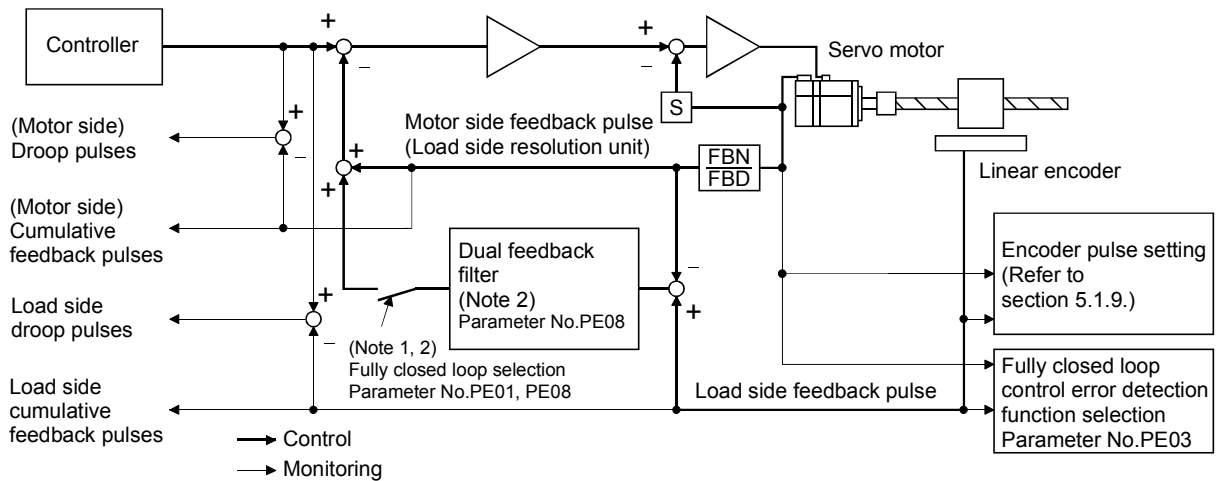 Controller
+
−
+
−
Servo motor
S
(Motor side)
Droop pulses
+
−
Motor side feedback pulse
(Load side resolution unit)
+
+
FBN
FBD
Linear encoder
(Motor side)
Cumulative
feedback pulses
Dual feedback
filter
(Note 2)
Parameter No.PE08
−
+
Encoder pulse setting
(Refer to
section 5.1.9.)
Load side
droop pulses
+
−
(Note 1, 2)
Fully closed loop selection
Parameter No.PE01, PE08
Load side
cumulative
feedback pulses
Load side feedback pulse
Fully closed loop
control error detection
function selection
Parameter No.PE03
Control
Monitoring